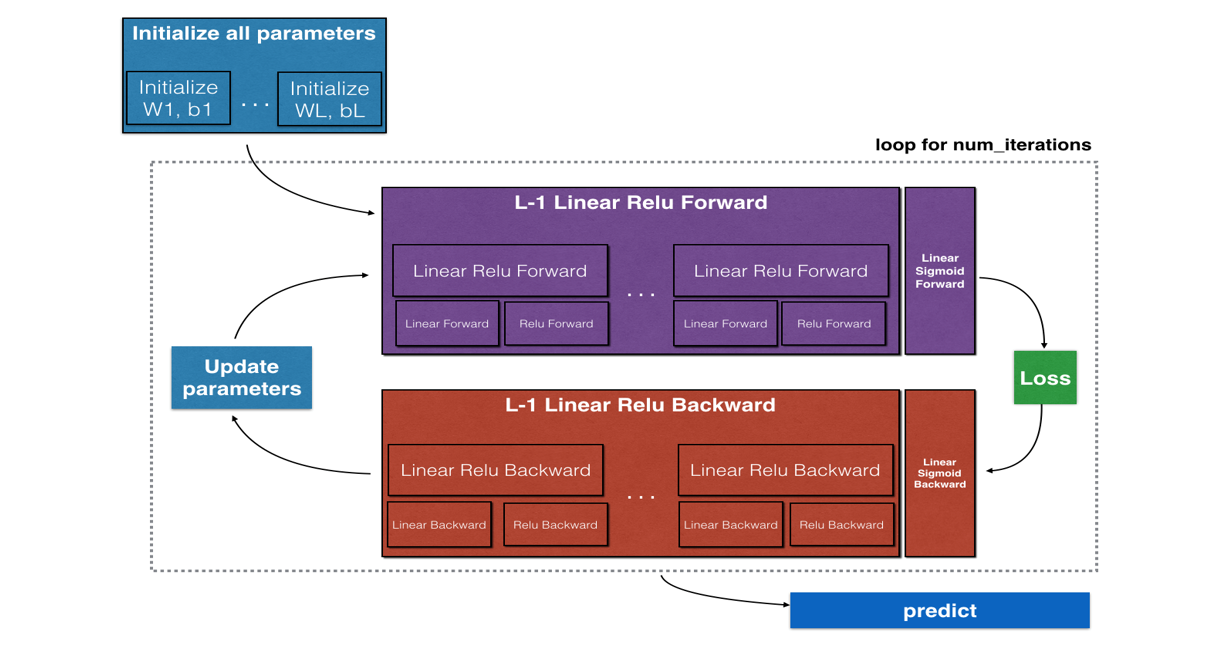 Initialize all parameters
Initialize
W1, b1
. . .
Initialize
WL, bL
loop for num_iterations
L-1 Linear Relu Forward
Linear Relu Forward
Linear Forward
Relu Forward
. . .
Linear Relu Forward
Linear Forward
Relu Forward
Linear
Sigmoid
Forward
Update
parameters
Loss
L-1 Linear Relu Backward
Linear Relu Backward
Linear Backward
Relu Backward
. . .
Linear Relu Backward
Linear Backward
Relu Backward
Linear
Sigmoid
Backward
predict